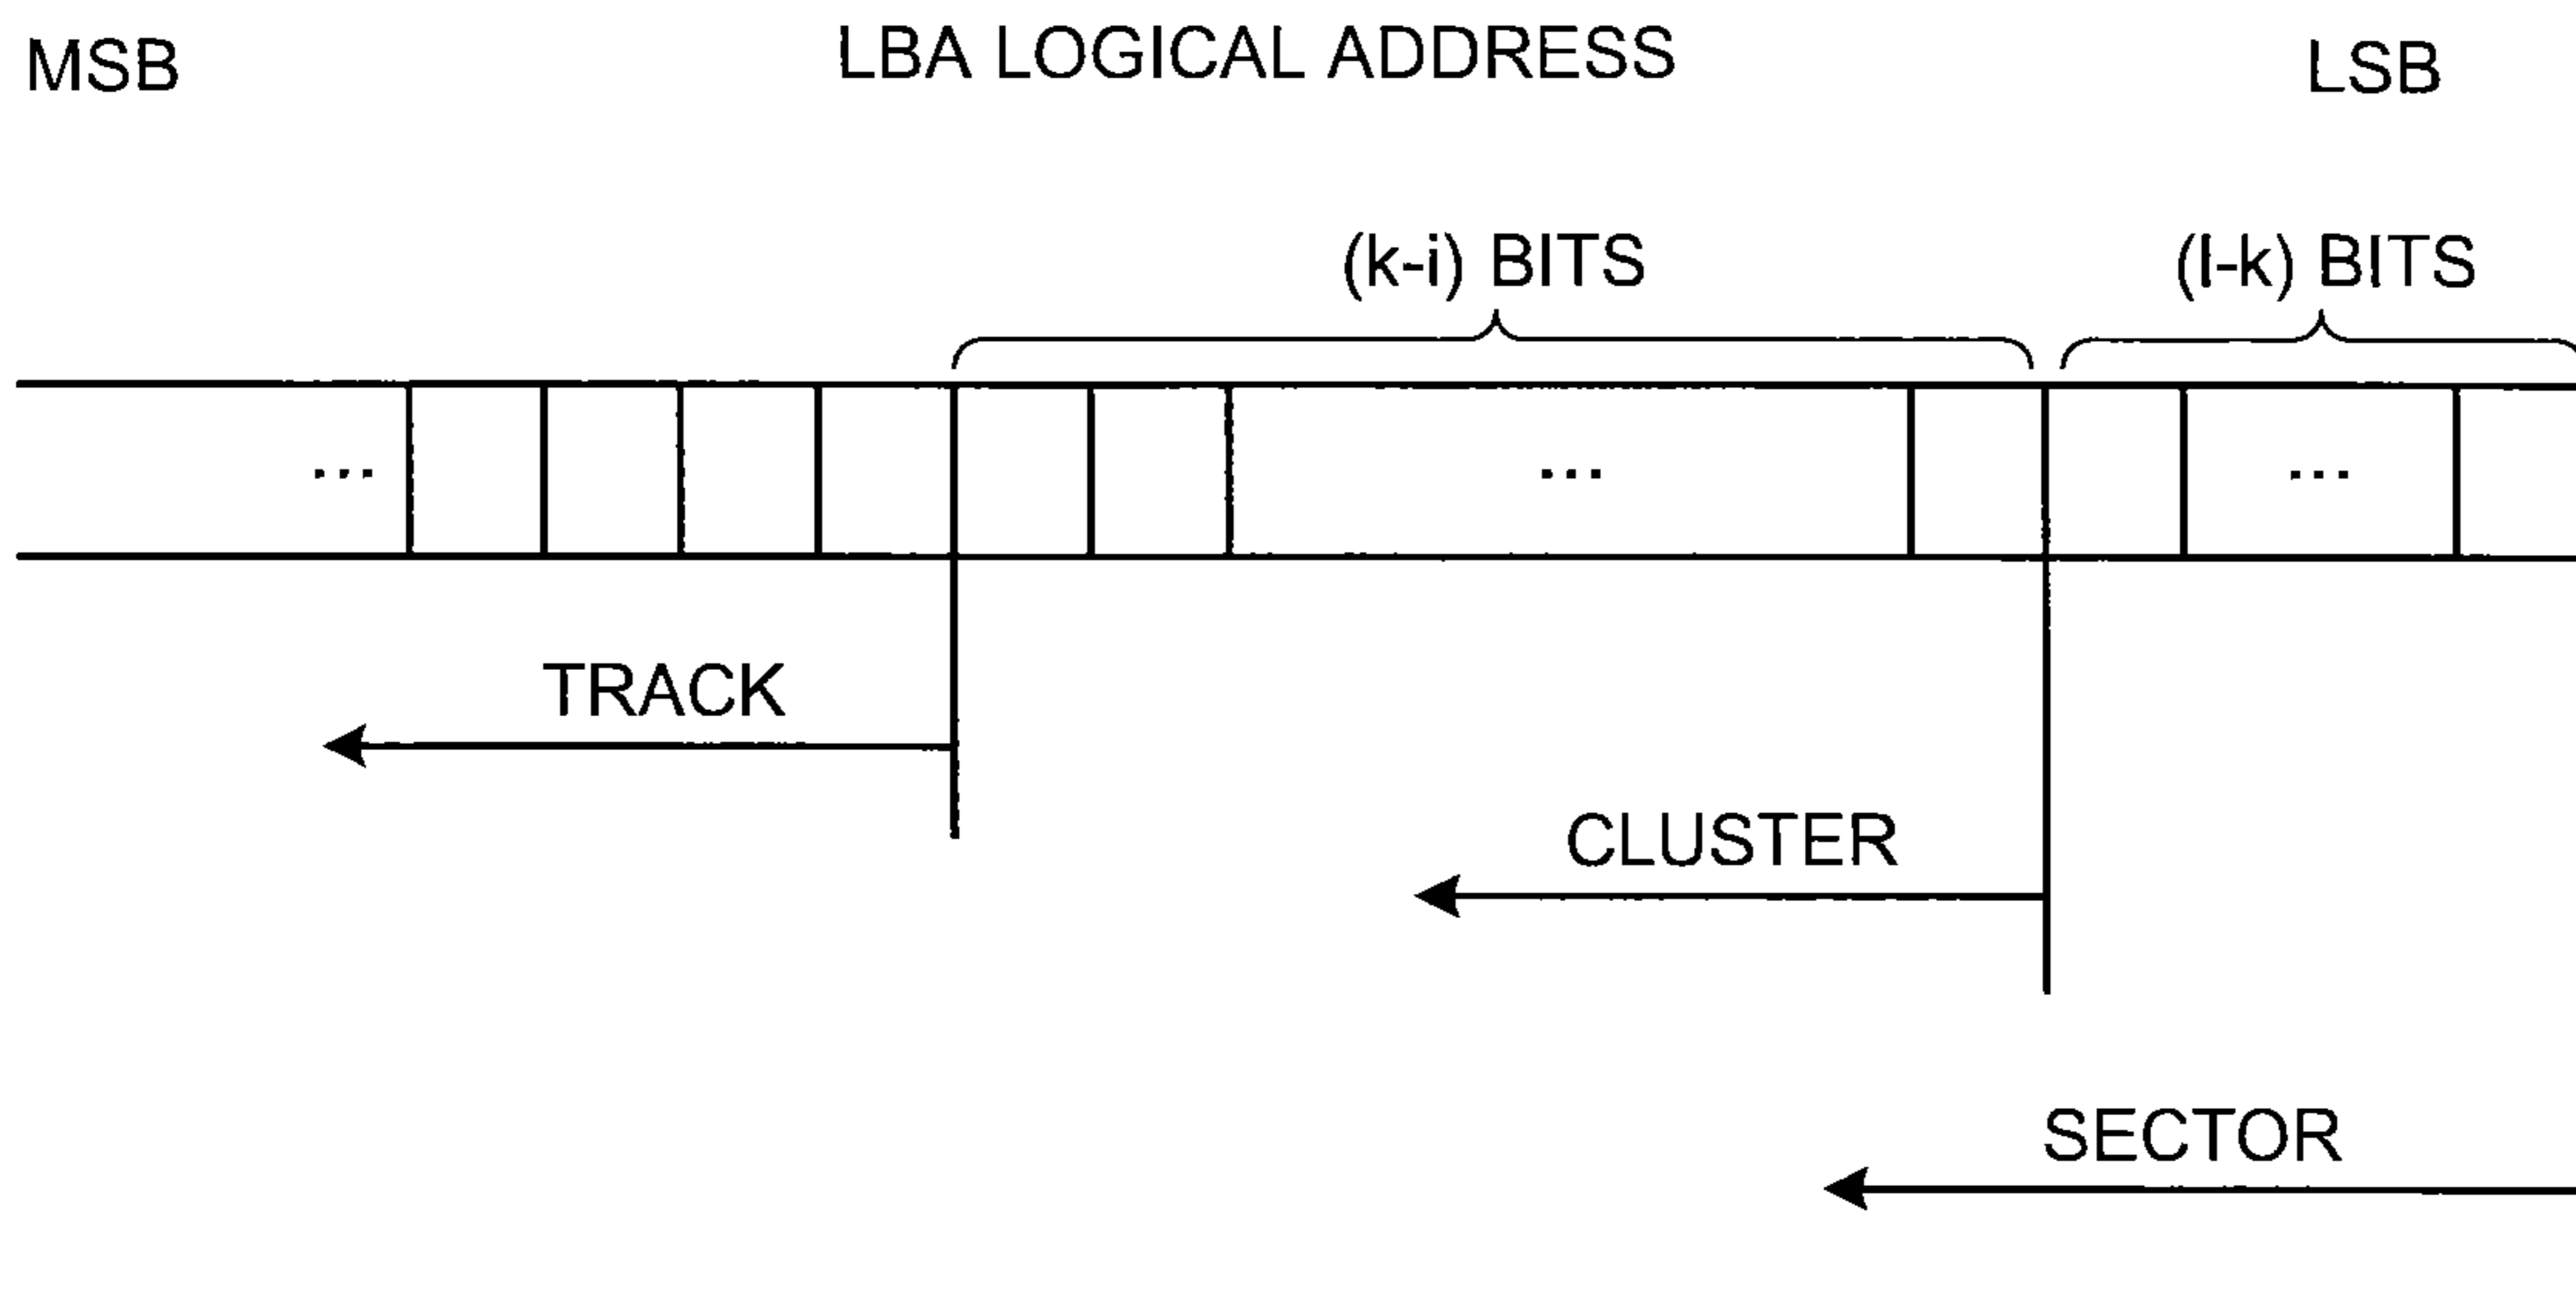 MSB LBA LOGICAL ADDRESS LSB
(k-i) BITS (l-k) BITS
... ... ...
TRACK
CLUSTER
SECTOR